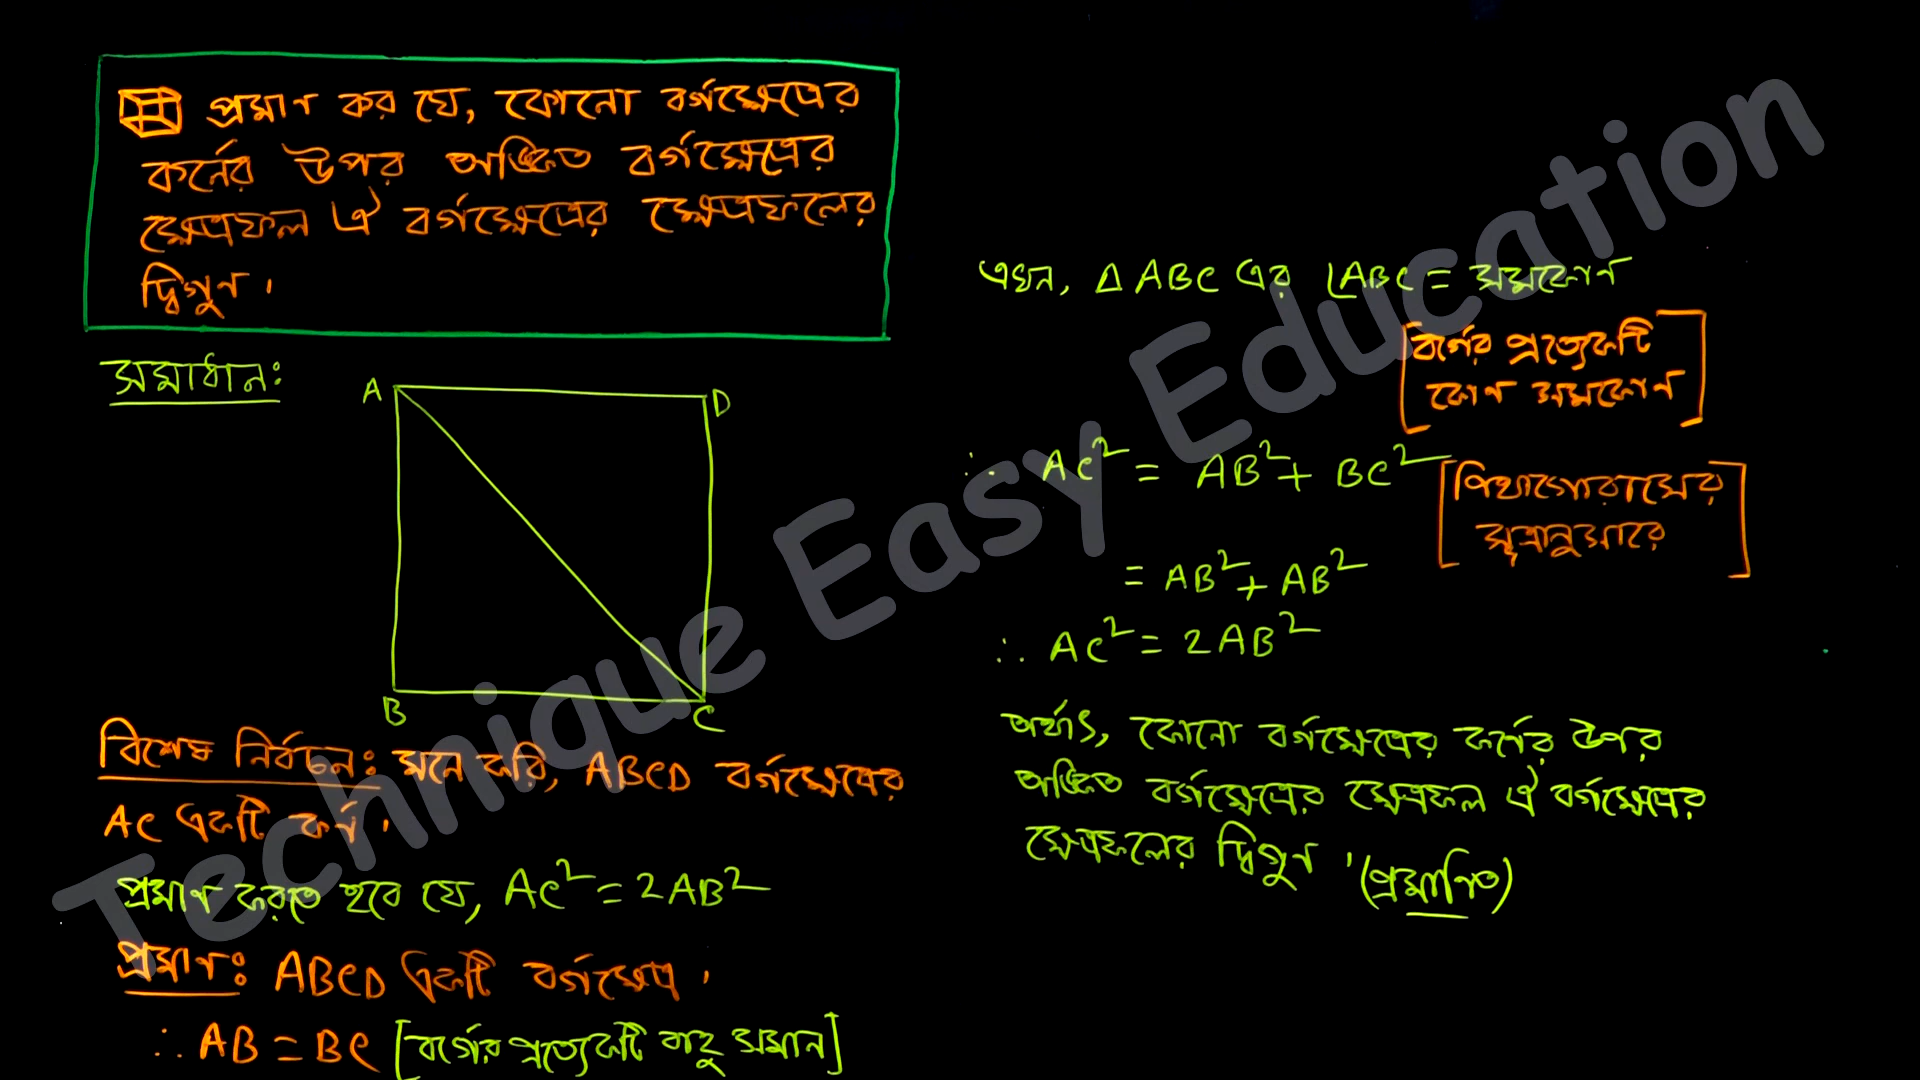 প্রমাণ কর যে, কোনো বর্গক্ষেত্রের
কর্নের উপর অঙ্কিত বর্গক্ষেত্রের
ক্ষেত্রফল ঐ বর্গক্ষেত্রের ক্ষেত্রফলের
দ্বিগুণ।
সমাধান:
A
D
B
C
বিশেষ নির্বচন: মনে করি, ABCD বর্গক্ষেত্রের
AC একটি কর্ণ।
প্রমাণ করতে হবে যে, AC² = 2AB²
প্রমাণ: ABCD একটি বর্গক্ষেত্র।
∴ AB = BC [বর্গের প্রত্যেকটি বাহু সমান]
এখন, Δ ABC এর ∠ABC = সমকোণ
[বর্গের প্রত্যেকটি
কোণ সমকোণ]
∴ AC² = AB² + BC² [পিথাগোরাসের
সূত্রানুসারে]
= AB² + AB²
∴ AC² = 2AB²
অর্থাৎ, কোনো বর্গক্ষেত্রের কর্ণের উপর
অঙ্কিত বর্গক্ষেত্রের ক্ষেত্রফল ঐ বর্গক্ষেত্রের
ক্ষেত্রফলের দ্বিগুণ। (প্রমাণিত)
Technique Easy Education